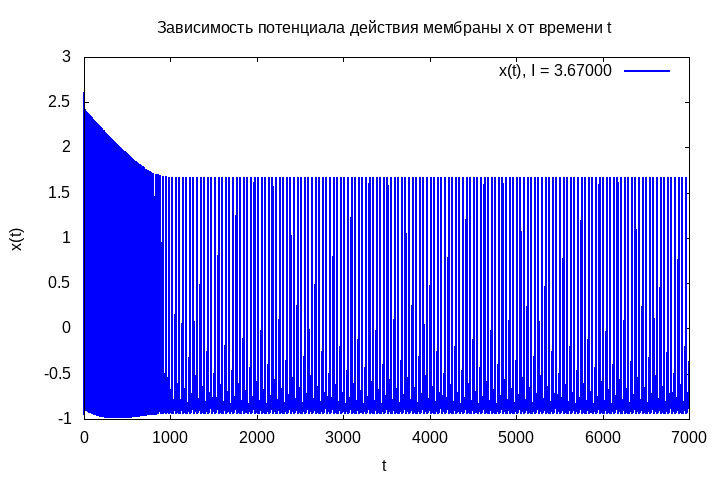 Зависимость потенциала действия мембраны x от времени t
x(t), I = 3.67000
3
2.5
2
1.5
1
0.5
0
-0.5
-1
x(t)
0 1000 2000 3000 4000 5000 6000 7000
t